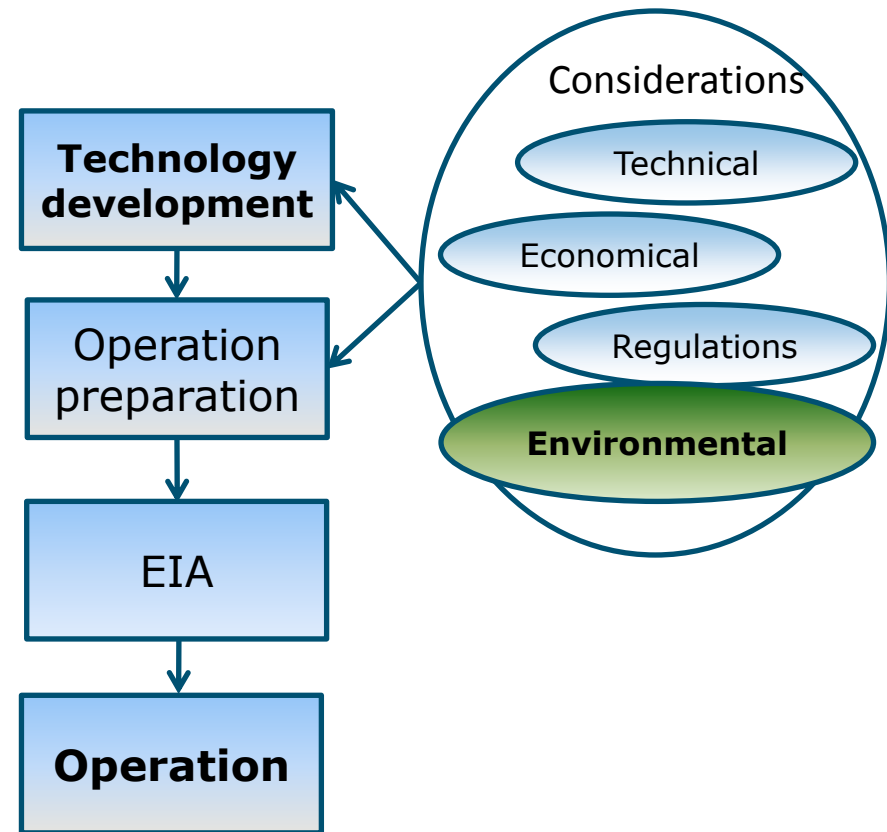 Technology
development
Operation
preparation
EIA
Operation
Considerations
Technical
Economical
Regulations
Environmental